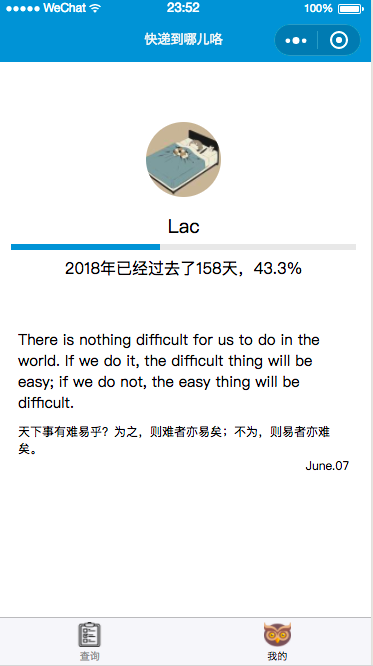 ●●●●● WeChat 23:52 100%
快递到哪儿咯
Lac
2018年已经过去了158天，43.3%
There is nothing difficult for us to do in the
world. If we do it, the difficult thing will be
easy; if we do not, the easy thing will be
difficult.
天下事有难易乎？为之，则难者亦易矣；不为，则易者亦难
矣。
June.07
查询 我的